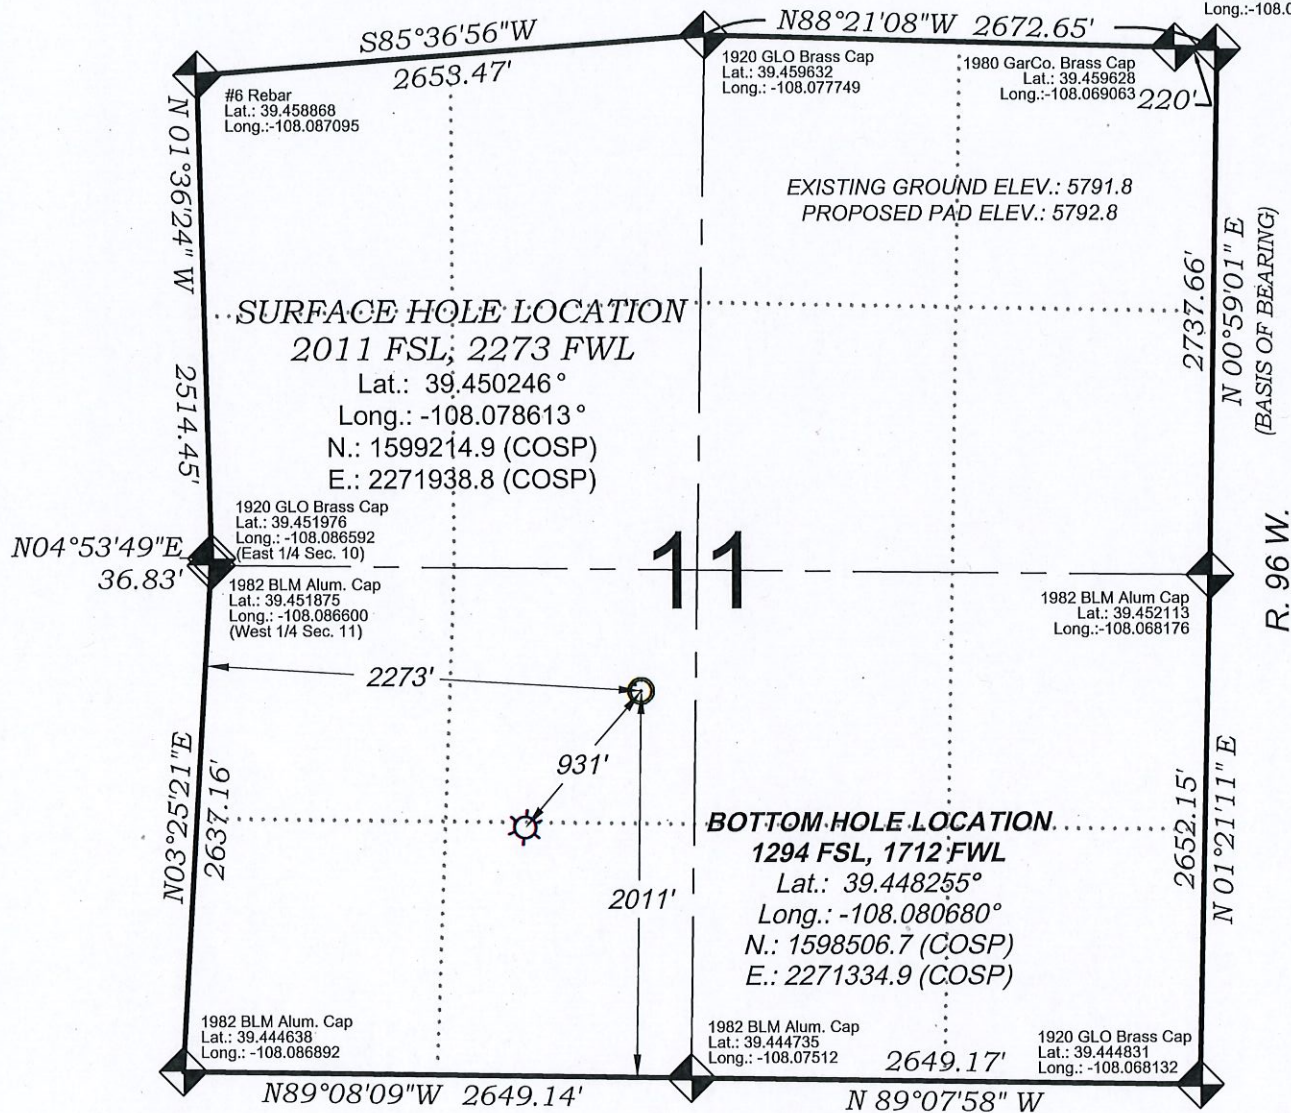 Long.:-108.0
S85°36'56"W
2653.47'
N88°21'08"W 2672.65'
#6 Rebar
Lat.: 39.458868
Long.:-108.087095
1920 GLO Brass Cap
Lat.: 39.459632
Long.: -108.077749
1980 GarCo. Brass Cap
Lat.: 39.459628
Long.:-108.069063
220'
N 01°36'24" W
2514.45'
EXISTING GROUND ELEV.: 5791.8
PROPOSED PAD ELEV.: 5792.8
2737.66'
N 00°59'01" E
(BASIS OF BEARING)
SURFACE HOLE LOCATION
2011 FSL, 2273 FWL
Lat.: 39.450246°
Long.: -108.078613°
N.: 1599214.9 (COSP)
E.: 2271938.8 (COSP)
1920 GLO Brass Cap
Lat.: 39.451976
Long.: -108.086592
(East 1/4 Sec. 10)
N04°53'49"E
36.83'
1982 BLM Alum. Cap
Lat.: 39.451875
Long.: -108.086600
(West 1/4 Sec. 11)
11
1982 BLM Alum Cap
Lat.: 39.452113
Long.:-108.068176
R. 96 W.
2273'
931'
2011'
N03°25'21"E
2637.16'
BOTTOM HOLE LOCATION
1294 FSL, 1712 FWL
Lat.: 39.448255°
Long.: -108.080680°
N.: 1598506.7 (COSP)
E.: 2271334.9 (COSP)
2652.15'
N 01°21'11" E
1982 BLM Alum. Cap
Lat.: 39.444638
Long.: -108.086892
1982 BLM Alum. Cap
Lat.: 39.444735
Long.: -108.07512
1920 GLO Brass Cap
Lat.: 39.444831
Long.: -108.068132
N89°08'09"W 2649.14'
2649.17'
N 89°07'58" W